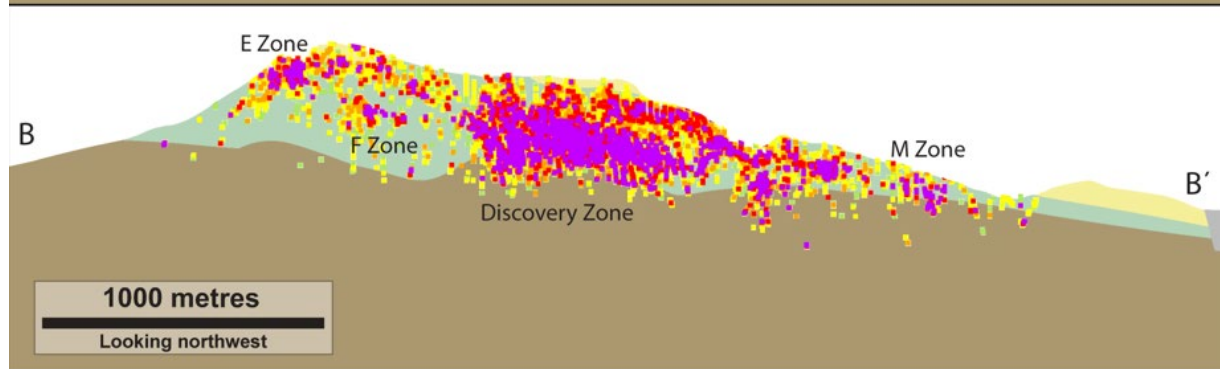 E Zone
B
F Zone
M Zone
B´
Discovery Zone
1000 metres
Looking northwest